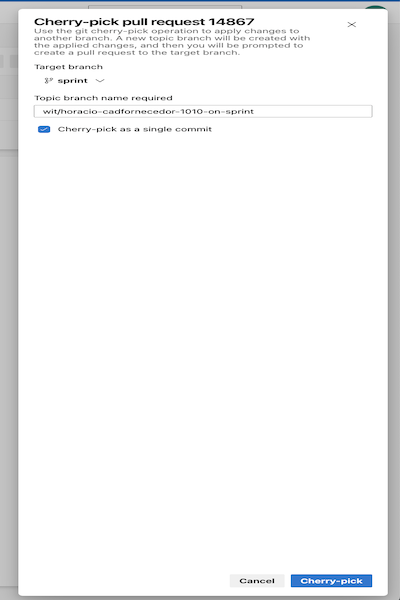 Cherry-pick pull request 14867
Use the git cherry-pick operation to apply changes to
another branch. A new topic branch will be created with
the applied changes, and then you will be prompted to
create a pull request to the target branch.
Target branch
sprint
Topic branch name required
wit/horacio-cadfornecedor-1010-on-sprint
Cherry-pick as a single commit
Cancel
Cherry-pick